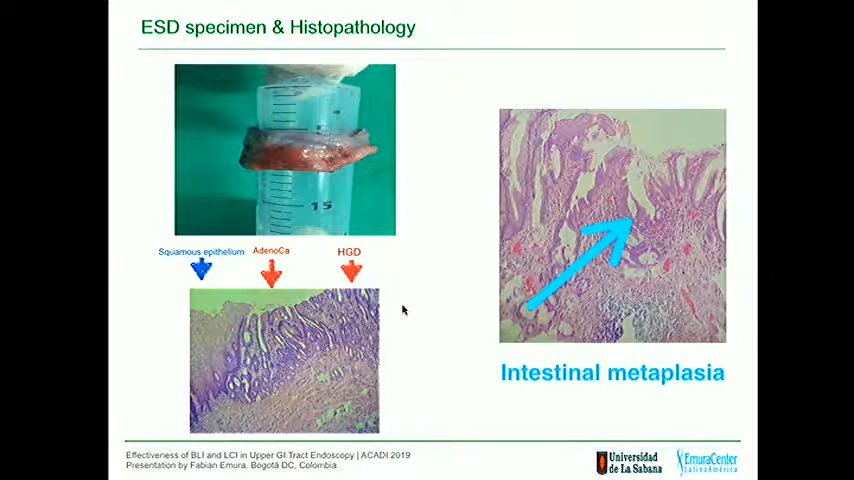 ESD specimen & Histopathology
15
Squamous epithelium
AdenoCa
HGD
Intestinal metaplasia
Effectiveness of BLI and LCI in Upper GI Tract Endoscopy | ACADI 2019
Presentation by Fabian Emura. Bogotá DC, Colombia
Universidad
de La Sabana
EmuraCenter
LatinoAmérica